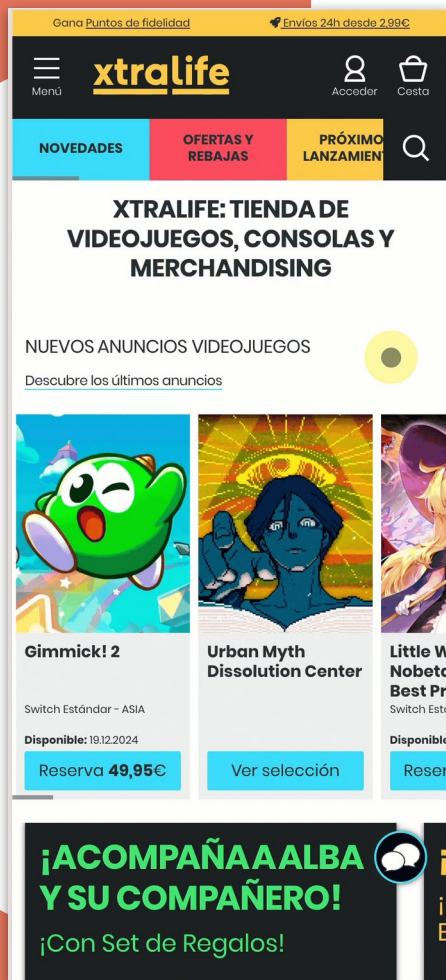 Gana Puntos de fidelidad
Envíos 24h desde 2,99€
Menú
xtralife
Acceder
Cesta
NOVEDADES
OFERTAS Y
REBAJAS
PRÓXIMO
LANZAMIEN
XTRALIFE: TIENDA DE
VIDEOJUEGOS, CONSOLAS Y
MERCHANDISING
NUEVOS ANUNCIOS VIDEOJUEGOS
Descubre los últimos anuncios
Gimmick! 2
Switch Estándar - ASIA
Disponible: 19.12.2024
Reserva 49,95€
Urban Myth
Dissolution Center
Ver selección
Little W
Nobeta
Best Pr
Switch Está
Disponible
Reser
¡ACOMPAÑA A ALBA
Y SU COMPAÑERO!
¡Con Set de Regalos!